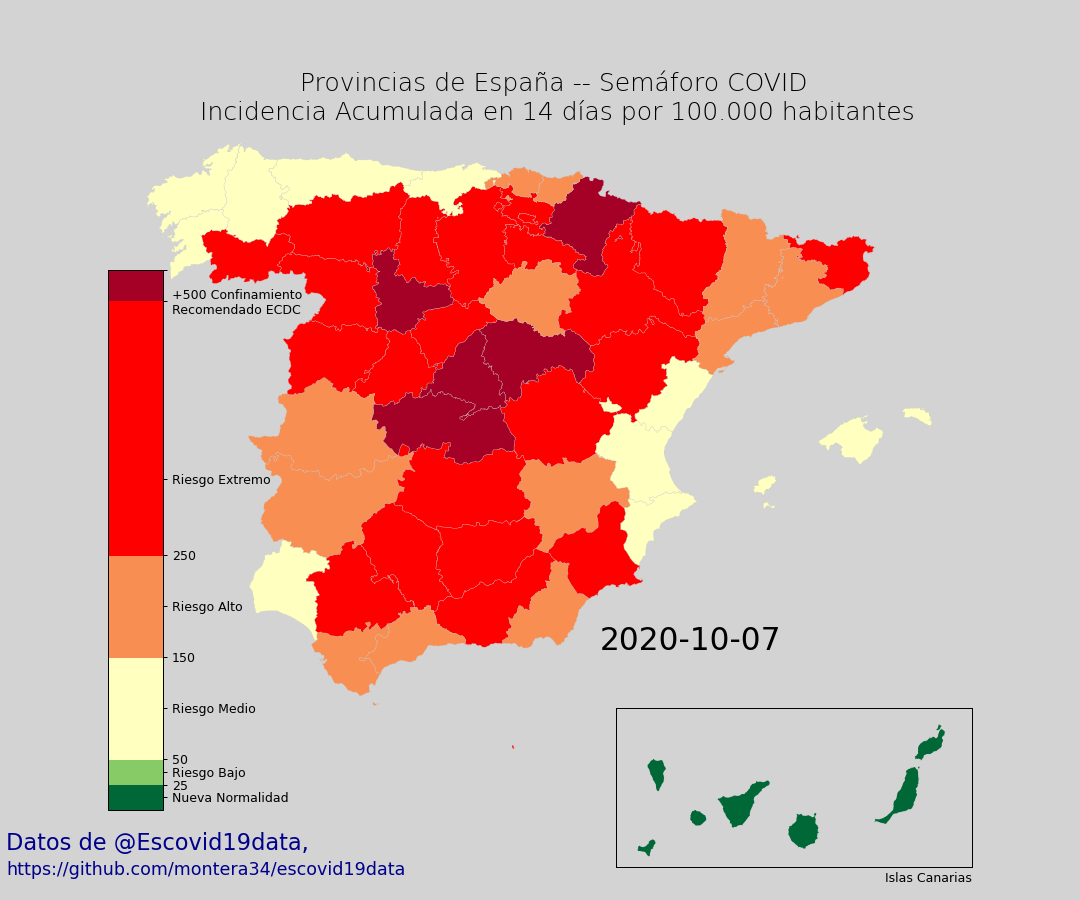 Provincias de España -- Semáforo COVID
Incidencia Acumulada en 14 días por 100.000 habitantes
+500 Confinamiento
Recomendado ECDC
Riesgo Extremo
250
Riesgo Alto
150
Riesgo Medio
50
Riesgo Bajo
25
Nueva Normalidad
2020-10-07
Datos de @Escovid19data,
https://github.com/montera34/escovid19data
Islas Canarias